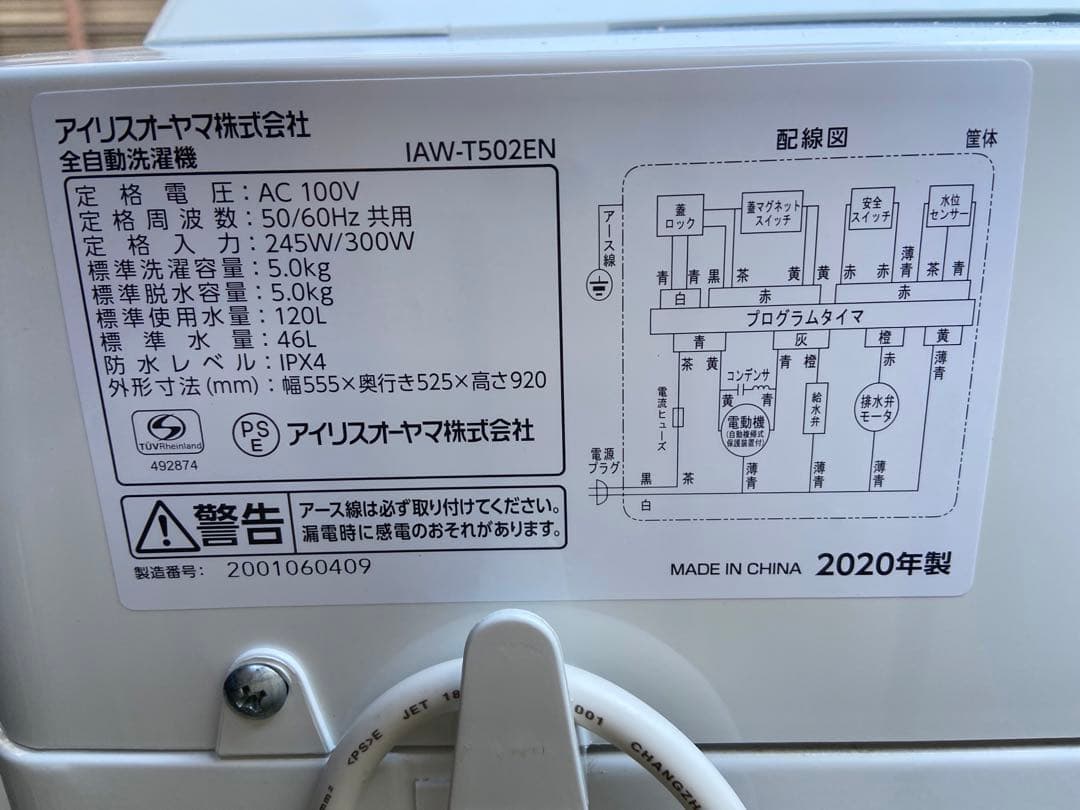 アイリスオーヤマ株式会社
全自動洗濯機 IAW-T502EN
定格電圧：AC 100V
定格周波数：50/60Hz 共用
定格入力：245W/300W
標準洗濯容量：5.0kg
標準脱水容量：5.0kg
標準使用水量：120L
標準水量：46L
防水レベル：IPX4
外形寸法(mm)：幅555×奥行き525×高さ920
TÜVRheinland
492874
PS
E
アイリスオーヤマ株式会社
警告
アース線は必ず取り付けてください。
漏電時に感電のおそれがあります。
製造番号： 2001060409
配線図
筐体
アース線
蓋
ロック
蓋マグネット
スイッチ
安全
スイッチ
水位
センサー
青 青 黒 茶 黄 黄 赤 赤 薄青 茶 青
白 赤 赤
プログラムタイマ
青 灰 橙 黄
茶 黄 青 橙 赤 薄青
コンデンサ
黄 青
電流ヒューズ
電動機
(自動復帰式
保護装置付)
給水弁
排水弁
モータ
電源
プラグ
黒 茶 薄青 薄青 薄青
白
MADE IN CHINA 2020年製
<PS>E JET 18
001 CHANGZH
mm²